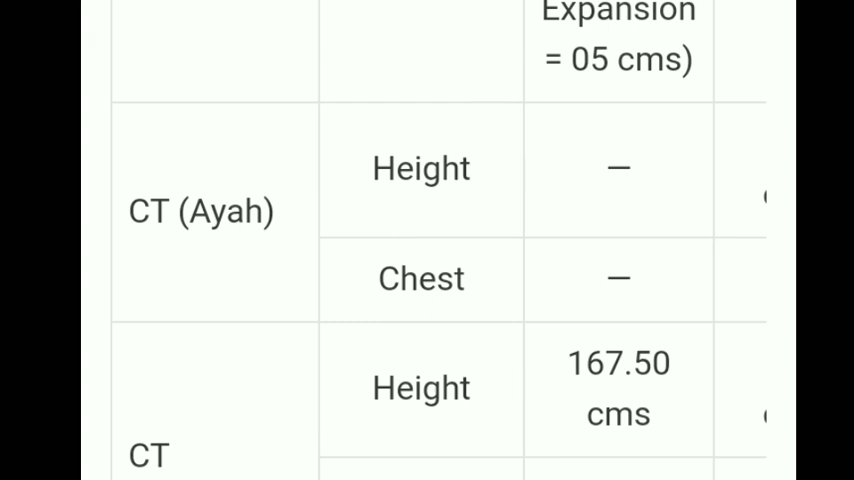 Expansion
= 05 cms)
CT (Ayah)
Height
—
Chest
—
CT
Height
167.50
cms